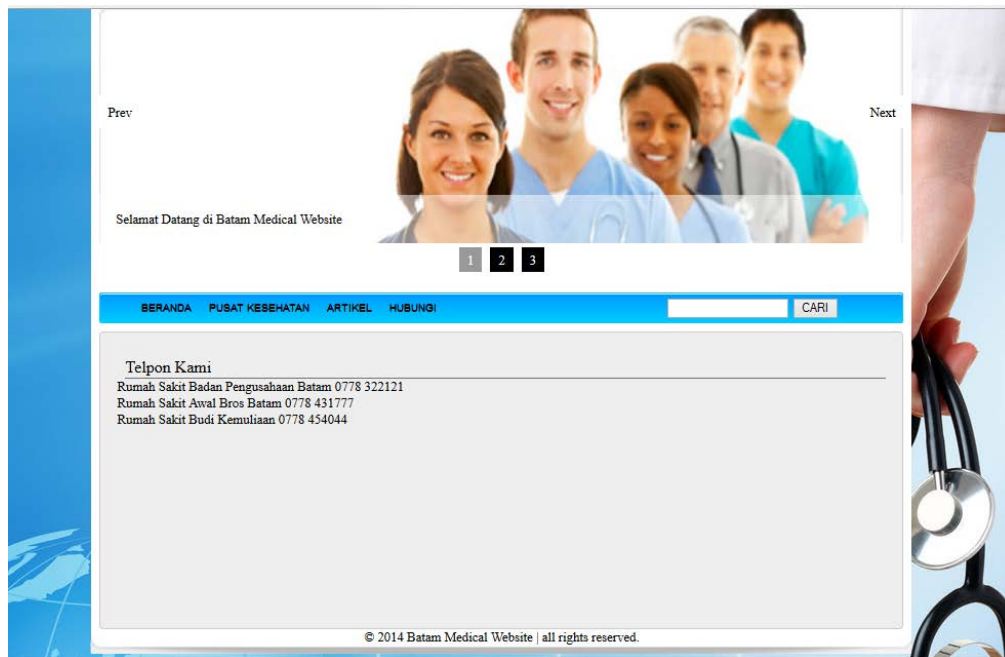 Prev
Next
Selamat Datang di Batam Medical Website
1 2 3
BERANDA PUSAT KESEHATAN ARTIKEL HUBUNGI CARI
Telpon Kami
Rumah Sakit Badan Pengusahaan Batam 0778 322121
Rumah Sakit Awal Bros Batam 0778 431777
Rumah Sakit Budi Kemuliaan 0778 454044
© 2014 Batam Medical Website | all rights reserved.